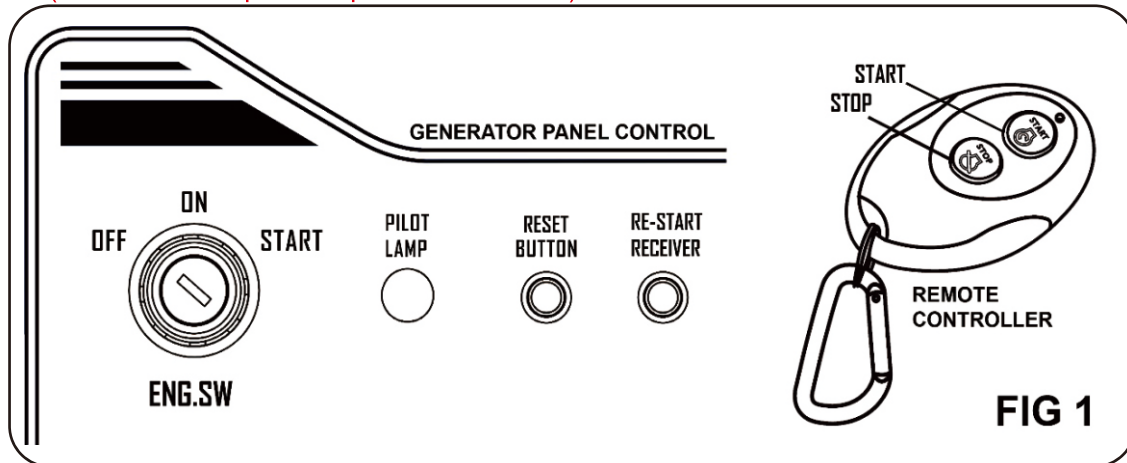 GENERATOR PANEL CONTROL
OFF
ON
START
ENG.SW
PILOT
LAMP
RESET
BUTTON
RE-START
RECEIVER
START
STOP
START
STOP
REMOTE
CONTROLLER
FIG 1